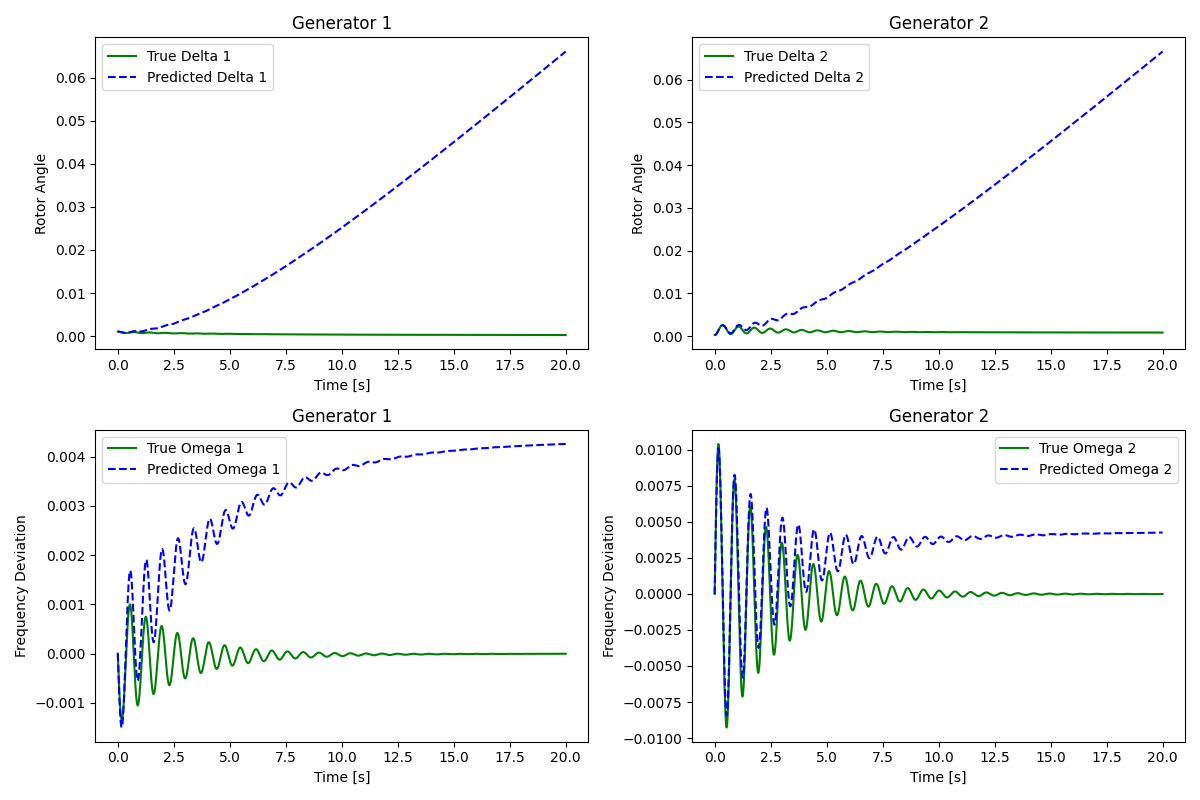 Generator 1
True Delta 1
Predicted Delta 1
Rotor Angle
0.06
0.05
0.04
0.03
0.02
0.01
0.00
0.0 2.5 5.0 7.5 10.0 12.5 15.0 17.5 20.0
Time [s]
Generator 2
True Delta 2
Predicted Delta 2
Rotor Angle
0.06
0.05
0.04
0.03
0.02
0.01
0.00
0.0 2.5 5.0 7.5 10.0 12.5 15.0 17.5 20.0
Time [s]
Generator 1
True Omega 1
Predicted Omega 1
Frequency Deviation
0.004
0.003
0.002
0.001
0.000
−0.001
0.0 2.5 5.0 7.5 10.0 12.5 15.0 17.5 20.0
Time [s]
Generator 2
True Omega 2
Predicted Omega 2
Frequency Deviation
0.0100
0.0075
0.0050
0.0025
0.0000
−0.0025
−0.0050
−0.0075
−0.0100
0.0 2.5 5.0 7.5 10.0 12.5 15.0 17.5 20.0
Time [s]